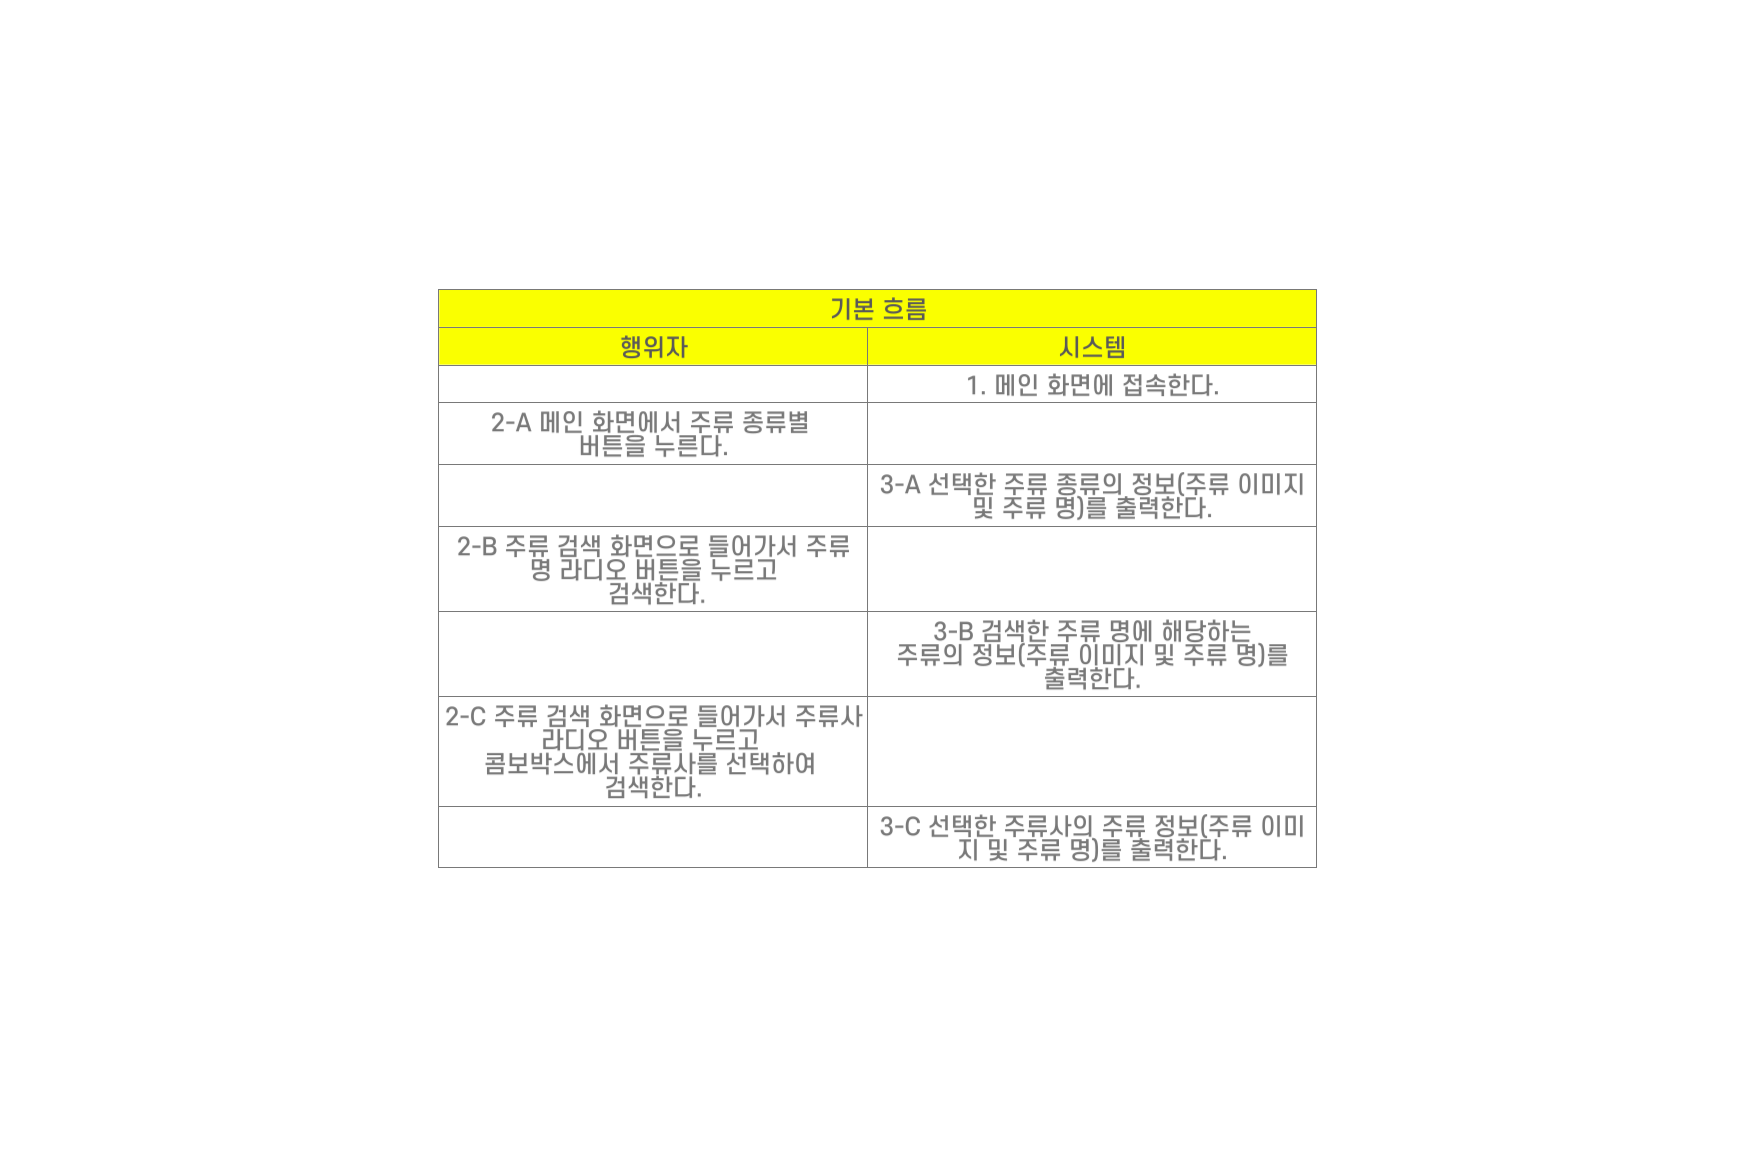 기본 흐름
행위자
시스템
1. 메인 화면에 접속한다.
2-A 메인 화면에서 주류 종류별
버튼을 누른다.
3-A 선택한 주류 종류의 정보(주류 이미지
및 주류 명)를 출력한다.
2-B 주류 검색 화면으로 들어가서 주류
명 라디오 버튼을 누르고
검색한다.
3-B 검색한 주류 명에 해당하는
주류의 정보(주류 이미지 및 주류 명)를
출력한다.
2-C 주류 검색 화면으로 들어가서 주류사
라디오 버튼을 누르고
콤보박스에서 주류사를 선택하여
검색한다.
3-C 선택한 주류사의 주류 정보(주류 이미
지 및 주류 명)를 출력한다.